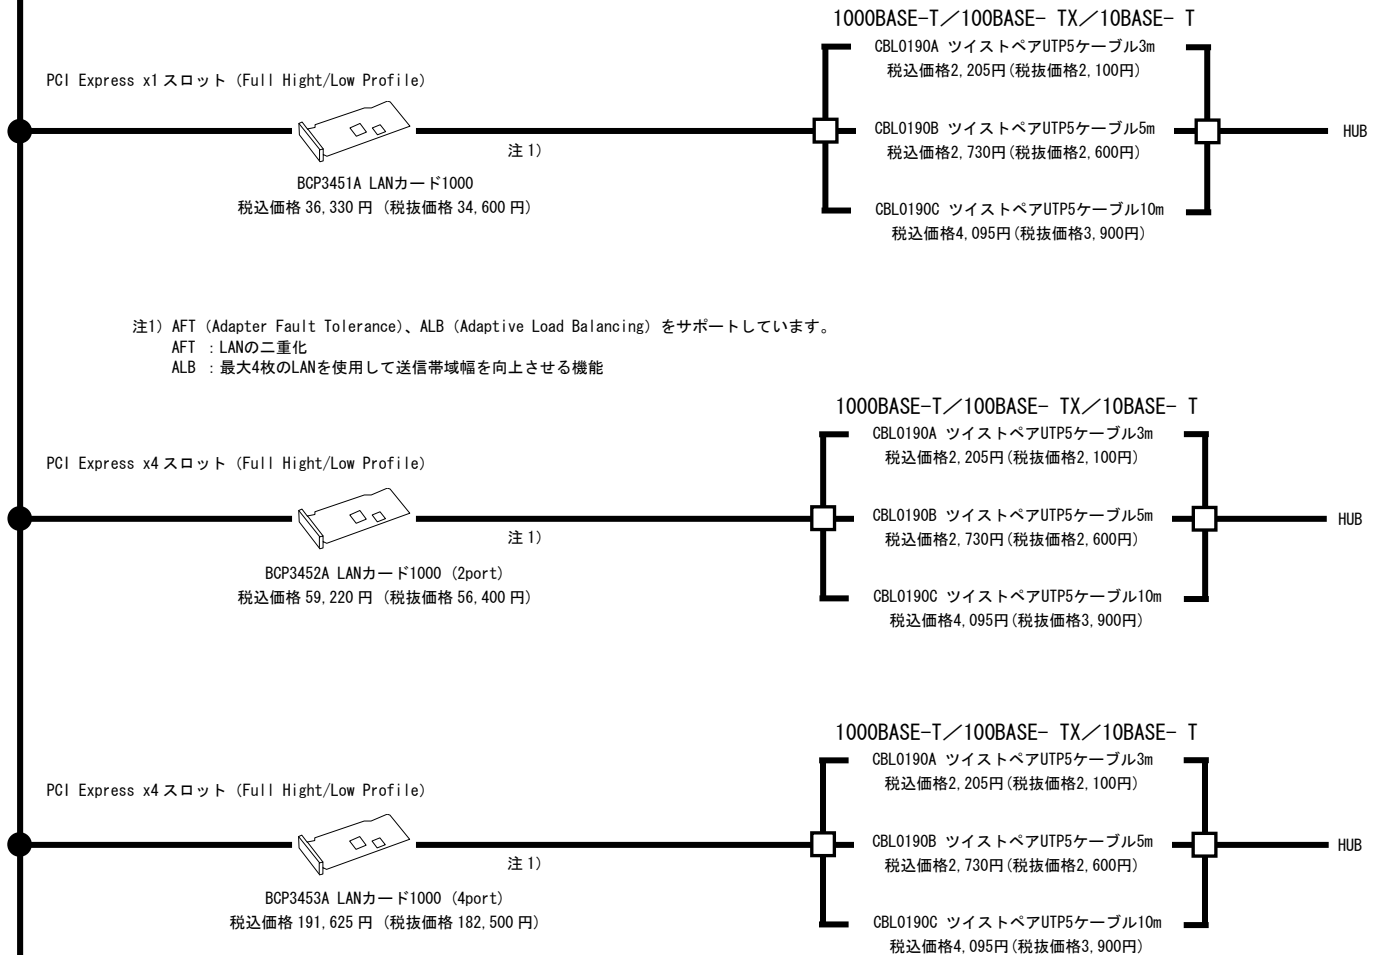 1000BASE-T／100BASE- TX／10BASE- T
CBL0190A ツイストペアUTP5ケーブル3m
税込価格2,205円(税抜価格2,100円)
PCI Express x1 スロット (Full Hight/Low Profile)
CBL0190B ツイストペアUTP5ケーブル5m
税込価格2,730円(税抜価格2,600円)
HUB
注 1)
BCP3451A LANカード1000
税込価格 36,330 円 (税抜価格 34,600 円)
CBL0190C ツイストペアUTP5ケーブル10m
税込価格4,095円(税抜価格3,900円)
注1) AFT (Adapter Fault Tolerance)、ALB (Adaptive Load Balancing) をサポートしています。
AFT ：LANの二重化
ALB ：最大4枚のLANを使用して送信帯域幅を向上させる機能
1000BASE-T／100BASE- TX／10BASE- T
CBL0190A ツイストペアUTP5ケーブル3m
税込価格2,205円(税抜価格2,100円)
PCI Express x4 スロット (Full Hight/Low Profile)
CBL0190B ツイストペアUTP5ケーブル5m
税込価格2,730円(税抜価格2,600円)
HUB
注 1)
BCP3452A LANカード1000 (2port)
税込価格 59,220 円 (税抜価格 56,400 円)
CBL0190C ツイストペアUTP5ケーブル10m
税込価格4,095円(税抜価格3,900円)
1000BASE-T／100BASE- TX／10BASE- T
CBL0190A ツイストペアUTP5ケーブル3m
税込価格2,205円(税抜価格2,100円)
PCI Express x4 スロット (Full Hight/Low Profile)
CBL0190B ツイストペアUTP5ケーブル5m
税込価格2,730円(税抜価格2,600円)
HUB
注 1)
BCP3453A LANカード1000 (4port)
税込価格 191,625 円 (税抜価格 182,500 円)
CBL0190C ツイストペアUTP5ケーブル10m
税込価格4,095円(税抜価格3,900円)